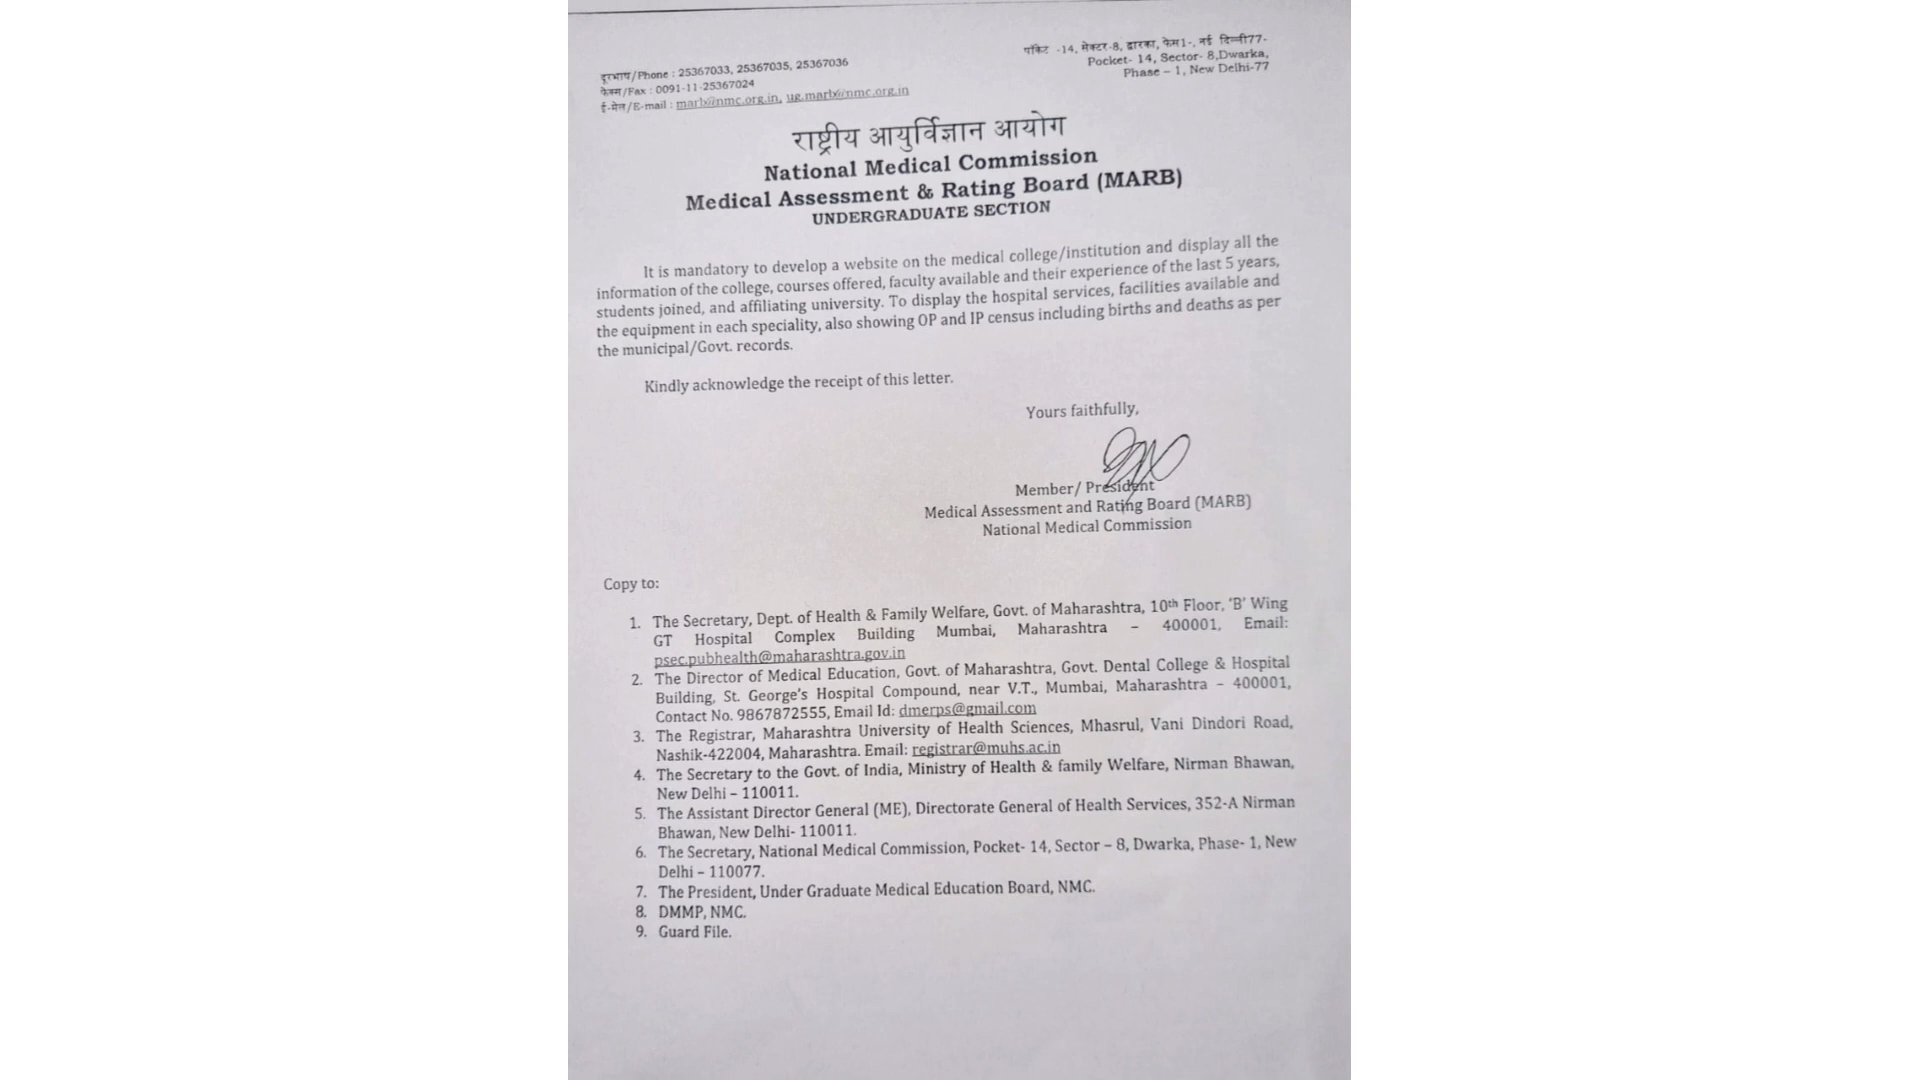 दूरभाष/Phone : 25367033, 25367035, 25367036
फेक्स/Fax : 0091-11-25367024
ई-मेल/E-mail : marb@nmc.org.in, ug.marb@nmc.org.in
पॉकेट -14, सेक्टर-8, द्वारका, फेस1-, नई दिल्ली77-
Pocket- 14, Sector- 8,Dwarka,
Phase – 1, New Delhi-77
राष्ट्रीय आयुर्विज्ञान आयोग
National Medical Commission
Medical Assessment & Rating Board (MARB)
UNDERGRADUATE SECTION
It is mandatory to develop a website on the medical college/institution and display all the
information of the college, courses offered, faculty available and their experience of the last 5 years,
students joined, and affiliating university. To display the hospital services, facilities available and
the equipment in each speciality, also showing OP and IP census including births and deaths as per
the municipal/Govt. records.
Kindly acknowledge the receipt of this letter.
Yours faithfully,
Member/ President
Medical Assessment and Rating Board (MARB)
National Medical Commission
Copy to:
1. The Secretary, Dept. of Health & Family Welfare, Govt. of Maharashtra, 10th Floor, ‘B’ Wing
GT Hospital Complex Building Mumbai, Maharashtra – 400001, Email:
psec.pubhealth@maharashtra.gov.in
2. The Director of Medical Education, Govt. of Maharashtra, Govt. Dental College & Hospital
Building, St. George’s Hospital Compound, near V.T., Mumbai, Maharashtra – 400001,
Contact No. 9867872555, Email Id: dmerps@gmail.com
3. The Registrar, Maharashtra University of Health Sciences, Mhasrul, Vani Dindori Road,
Nashik-422004, Maharashtra. Email: registrar@muhs.ac.in
4. The Secretary to the Govt. of India, Ministry of Health & family Welfare, Nirman Bhawan,
New Delhi – 110011.
5. The Assistant Director General (ME), Directorate General of Health Services, 352-A Nirman
Bhawan, New Delhi- 110011.
6. The Secretary, National Medical Commission, Pocket- 14, Sector – 8, Dwarka, Phase- 1, New
Delhi – 110077.
7. The President, Under Graduate Medical Education Board, NMC.
8. DMMP, NMC.
9. Guard File.